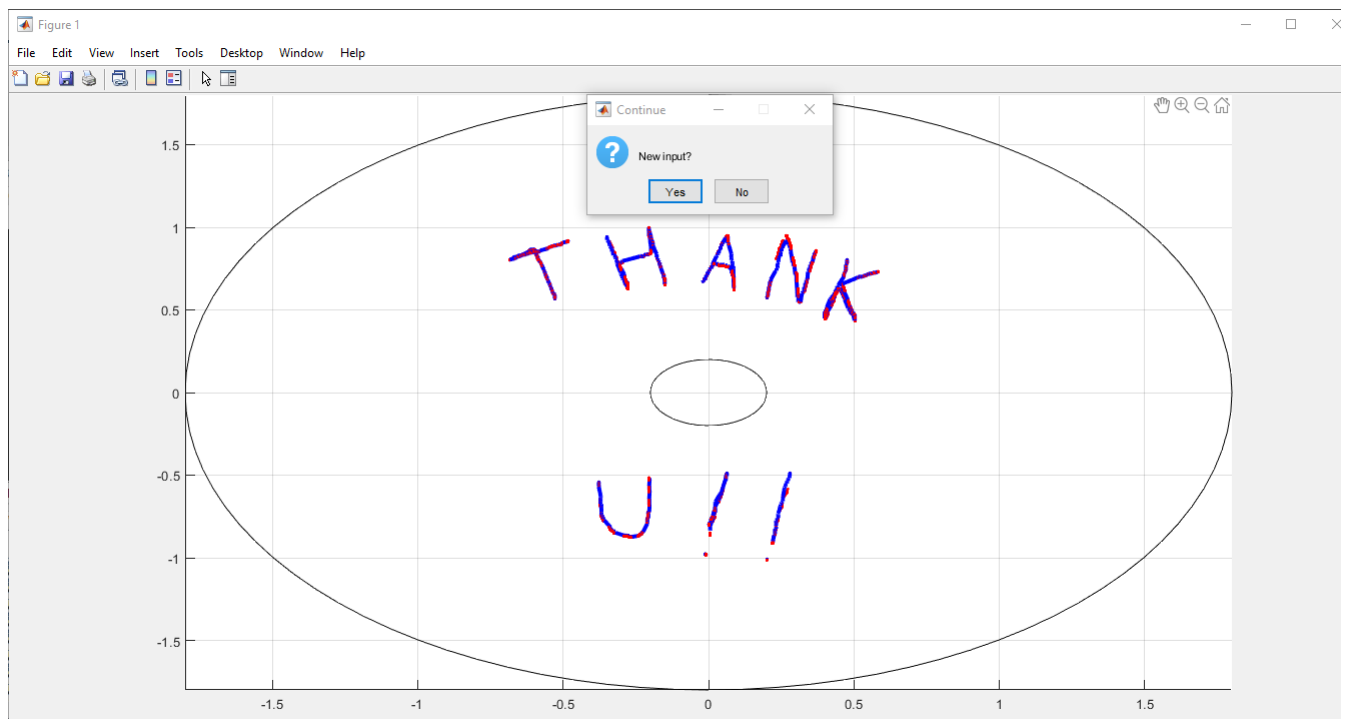 Figure 1
File Edit View Insert Tools Desktop Window Help
Continue
New input?
Yes No
1.5
1
0.5
0
-0.5
-1
-1.5
THANK
U!!
-1.5 -1 -0.5 0 0.5 1 1.5